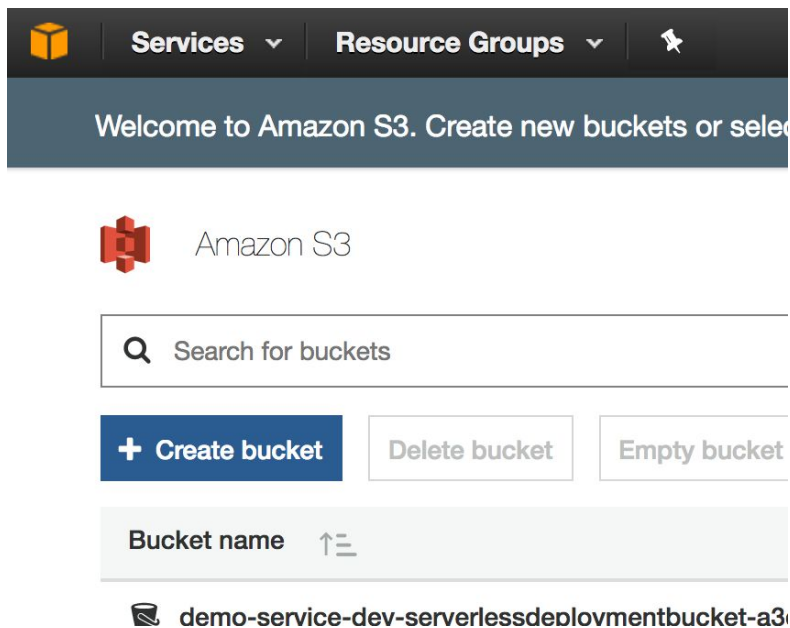 Services Resource Groups
Welcome to Amazon S3. Create new buckets or selec
Amazon S3
Search for buckets
+ Create bucket Delete bucket Empty bucket
Bucket name
demo-service-dev-serverlessdeploymentbucket-a3